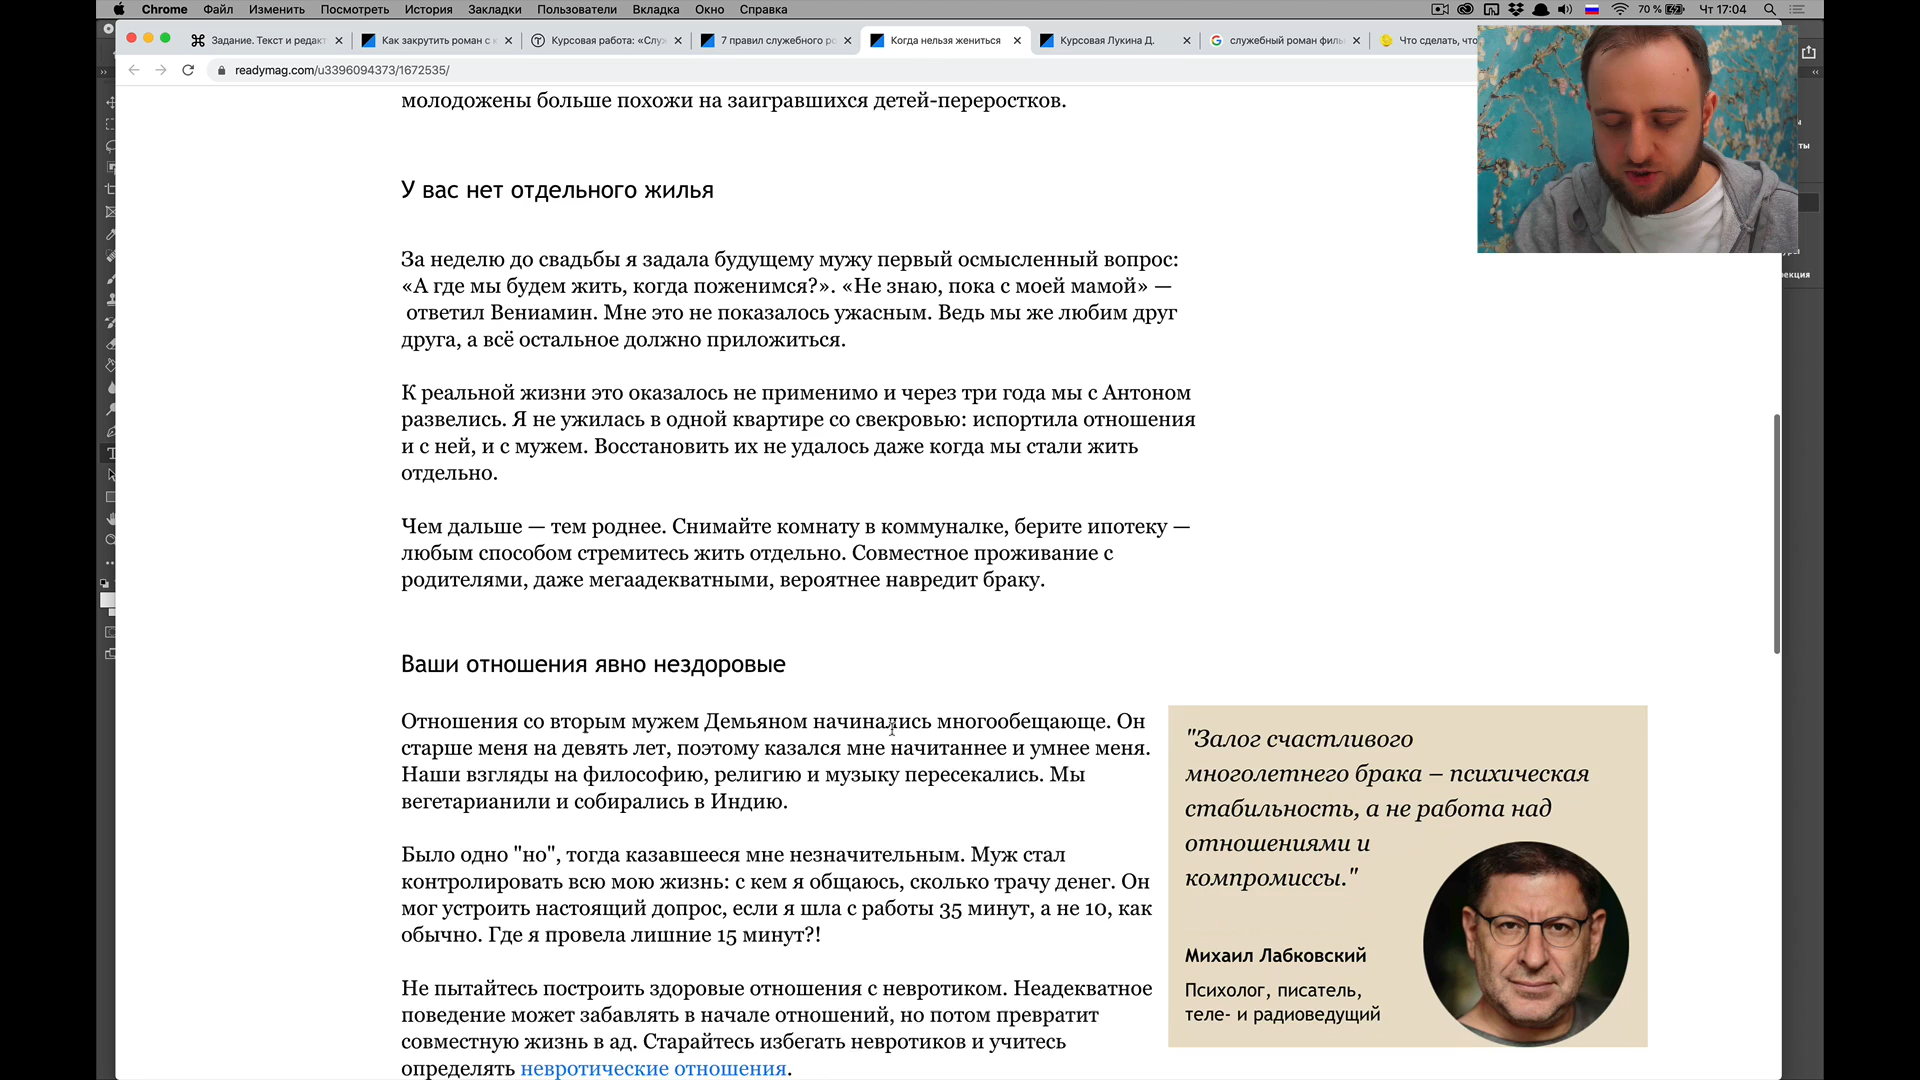 Chrome Файл Изменить Посмотреть История Закладки Пользователи Вкладка Окно Справка
70 % Чт 17:04
Задание. Текст и редакт
Как закрутить роман с к
Курсовая работа: «Слу
7 правил служебного ро
Когда нельзя жениться
Курсовая Лукина Д.
служебный роман филь
Что сделать, что
readymag.com/u3396094373/1672535/
молодожены больше похожи на заигравшихся детей-переростков.
У вас нет отдельного жилья
За неделю до свадьбы я задала будущему мужу первый осмысленный вопрос:
«А где мы будем жить, когда поженимся?». «Не знаю, пока с моей мамой» —
ответил Вениамин. Мне это не показалось ужасным. Ведь мы же любим друг
друга, а всё остальное должно приложиться.
К реальной жизни это оказалось не применимо и через три года мы с Антоном
развелись. Я не ужилась в одной квартире со свекровью: испортила отношения
и с ней, и с мужем. Восстановить их не удалось даже когда мы стали жить
отдельно.
Чем дальше — тем роднее. Снимайте комнату в коммуналке, берите ипотеку —
любым способом стремитесь жить отдельно. Совместное проживание с
родителями, даже мегаадекватными, вероятнее навредит браку.
Ваши отношения явно нездоровые
Отношения со вторым мужем Демьяном начинались многообещающе. Он
старше меня на девять лет, поэтому казался мне начитаннее и умнее меня.
Наши взгляды на философию, религию и музыку пересекались. Мы
вегетарианили и собирались в Индию.
Было одно "но", тогда казавшееся мне незначительным. Муж стал
контролировать всю мою жизнь: с кем я общаюсь, сколько трачу денег. Он
мог устроить настоящий допрос, если я шла с работы 35 минут, а не 10, как
обычно. Где я провела лишние 15 минут?!
Не пытайтесь построить здоровые отношения с невротиком. Неадекватное
поведение может забавлять в начале отношений, но потом превратит
совместную жизнь в ад. Старайтесь избегать невротиков и учитесь
определять невротические отношения.
"Залог счастливого
многолетнего брака – психическая
стабильность, а не работа над
отношениями и
компромиссы."
Михаил Лабковский
Психолог, писатель,
теле- и радиоведущий